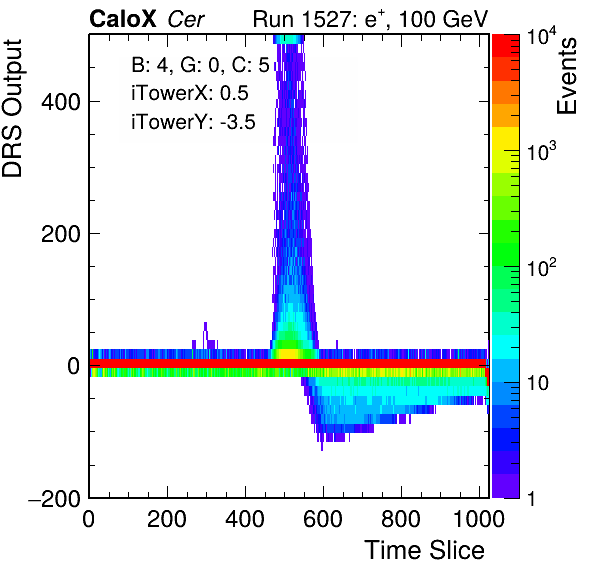 CaloX Cer Run 1527: e+, 100 GeV
B: 4, G: 0, C: 5
iTowerX: 0.5
iTowerY: -3.5
DRS Output
400
200
0
−200
0 200 400 600 800 1000
Time Slice
Events
10^4
10^3
10^2
10
1